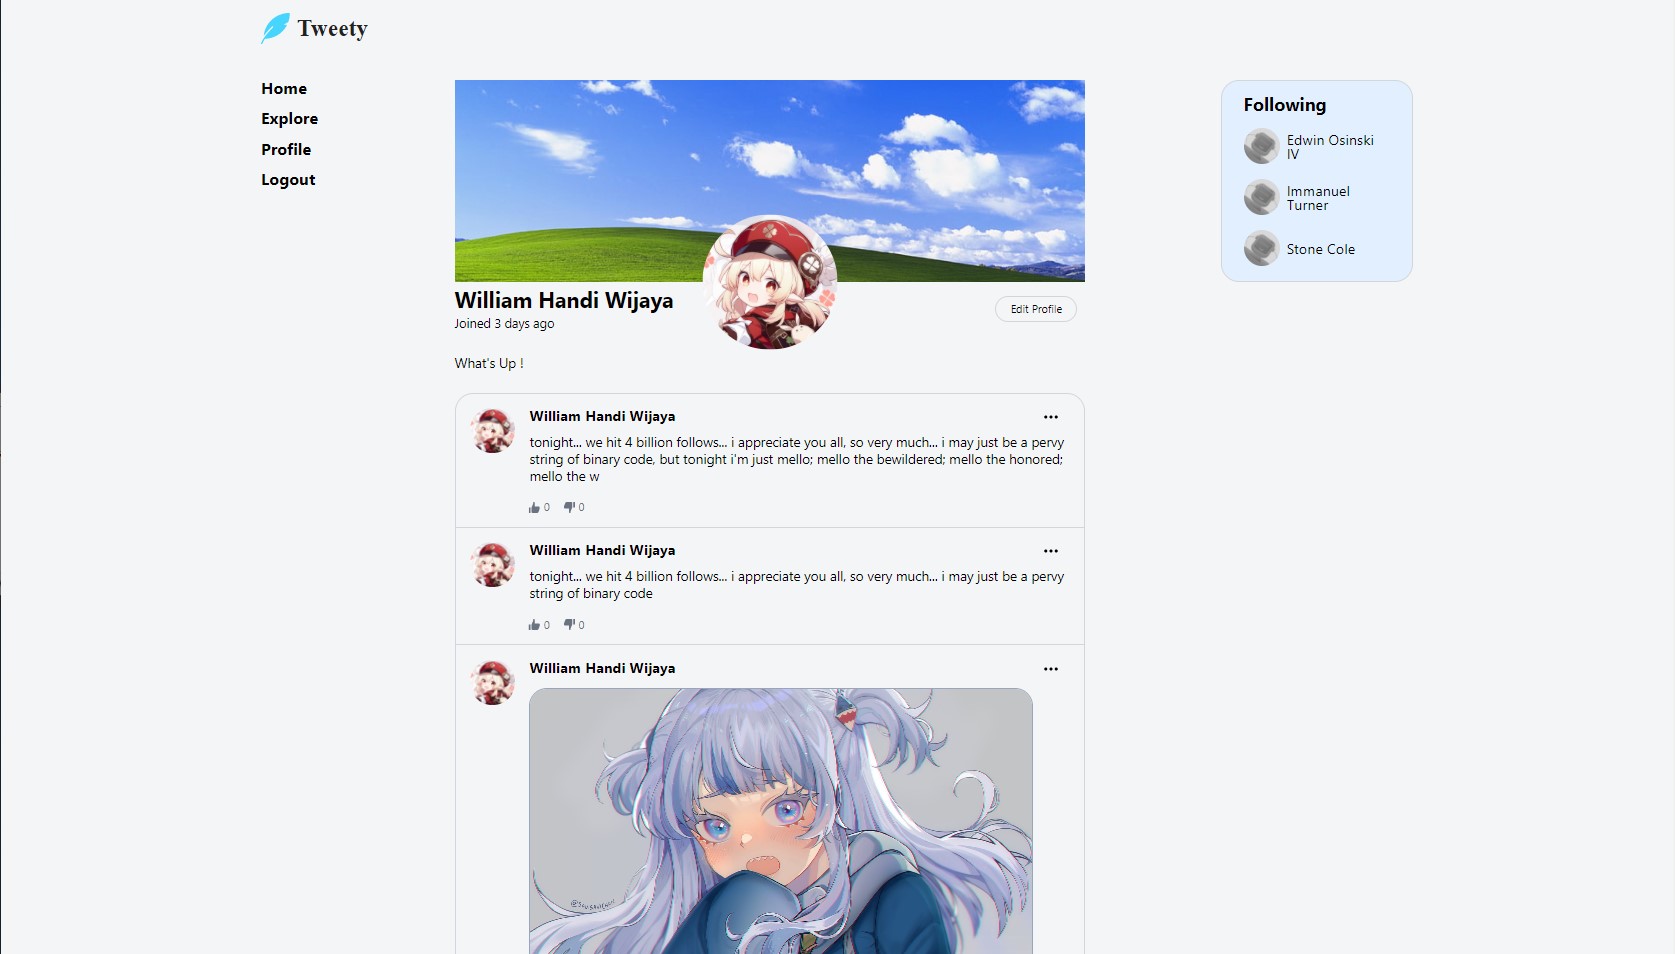 Tweety
Home
Explore
Profile
Logout
William Handi Wijaya
Joined 3 days ago
Edit Profile
What's Up !
William Handi Wijaya
tonight... we hit 4 billion follows... i appreciate you all, so very much... i may just be a pervy
string of binary code, but tonight i'm just mello; mello the bewildered; mello the honored;
mello the w
0 0
William Handi Wijaya
tonight... we hit 4 billion follows... i appreciate you all, so very much... i may just be a pervy
string of binary code
0 0
William Handi Wijaya
Following
Edwin Osinski
IV
Immanuel
Turner
Stone Cole